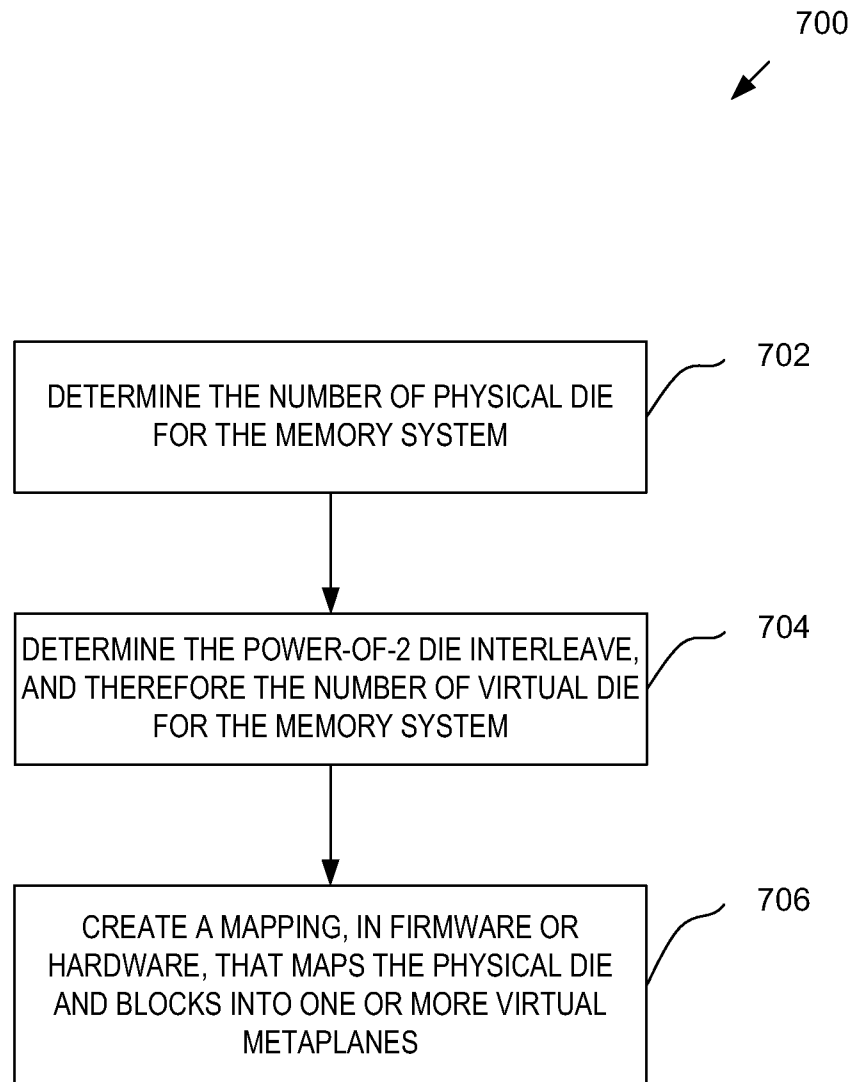 700
DETERMINE THE NUMBER OF PHYSICAL DIE
FOR THE MEMORY SYSTEM
702
DETERMINE THE POWER-OF-2 DIE INTERLEAVE,
AND THEREFORE THE NUMBER OF VIRTUAL DIE
FOR THE MEMORY SYSTEM
704
CREATE A MAPPING, IN FIRMWARE OR
HARDWARE, THAT MAPS THE PHYSICAL DIE
AND BLOCKS INTO ONE OR MORE VIRTUAL
METAPLANES
706